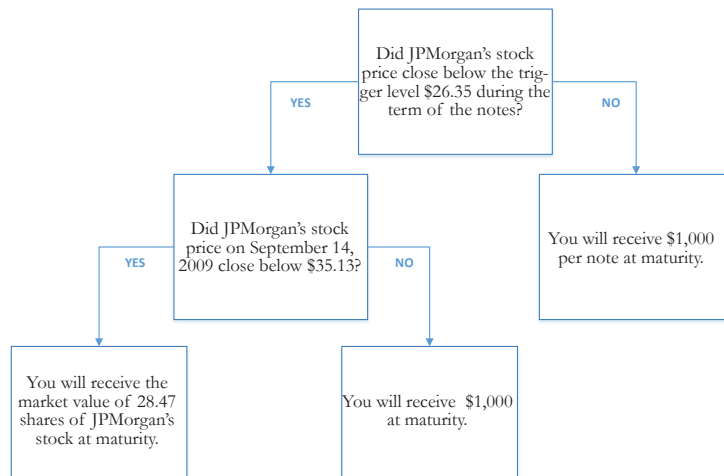 Did JPMorgan’s stock
price close below the trig-
ger level $26.35 during the
term of the notes?
YES
NO
Did JPMorgan’s stock
price on September 14,
2009 close below $35.13?
You will receive $1,000
per note at maturity.
YES
NO
You will receive the
market value of 28.47
shares of JPMorgan’s
stock at maturity.
You will receive $1,000
at maturity.